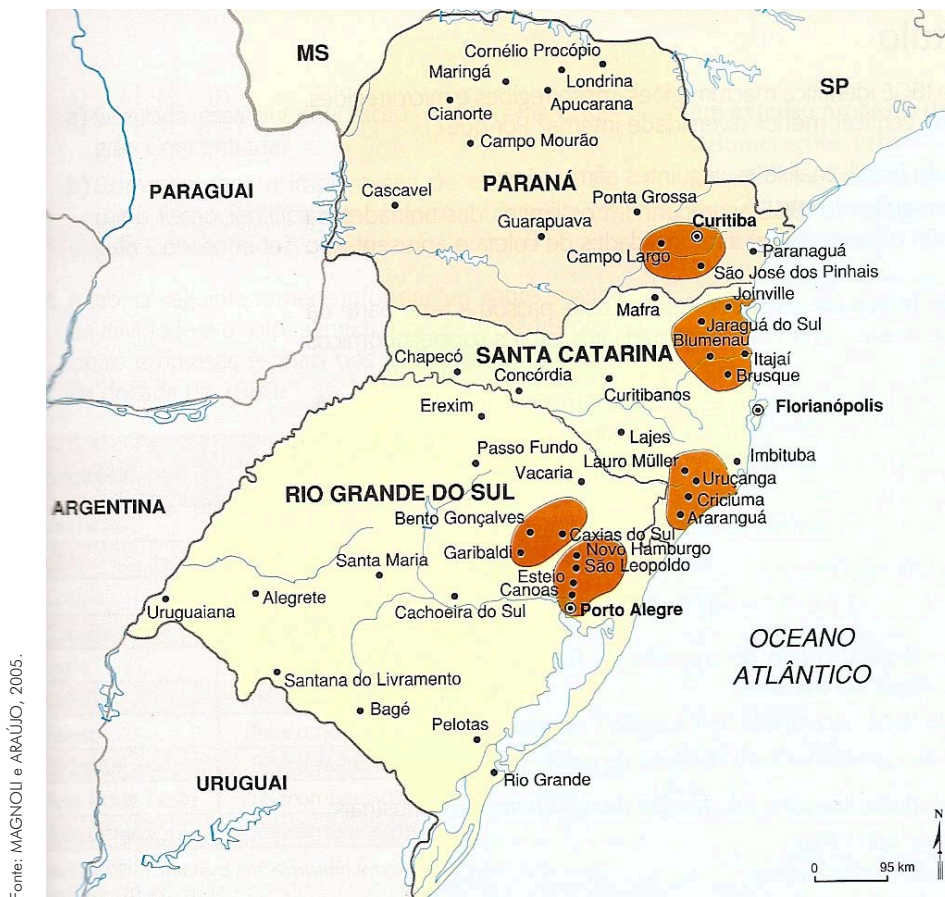 MS
SP
Cornélio Procópio
Maringá
Londrina
Apucarana
Cianorte
Campo Mourão
PARAGUAI
PARANÁ
Cascavel
Ponta Grossa
Guarapuava
Curitiba
Campo Largo
Paranaguá
São José dos Pinhais
Mafra
Joinville
Jaraguá do Sul
Blumenau
Itajaí
Brusque
SANTA CATARINA
Chapecó
Concórdia
Curitibanos
Florianópolis
Erexim
Lajes
Passo Fundo
Vacaria
Lauro Müller
Imbituba
Uruçanga
Criciúma
Araranguá
ARGENTINA
RIO GRANDE DO SUL
Bento Gonçalves
Caxias do Sul
Garibaldi
Novo Hamburgo
São Leopoldo
Esteio
Canoas
Porto Alegre
Santa Maria
Uruguaiana
Alegrete
Cachoeira do Sul
OCEANO
ATLÂNTICO
Santana do Livramento
Bagé
Pelotas
Rio Grande
URUGUAI
N
0 95 km
Fonte: MAGNOLI e ARAÚJO, 2005.